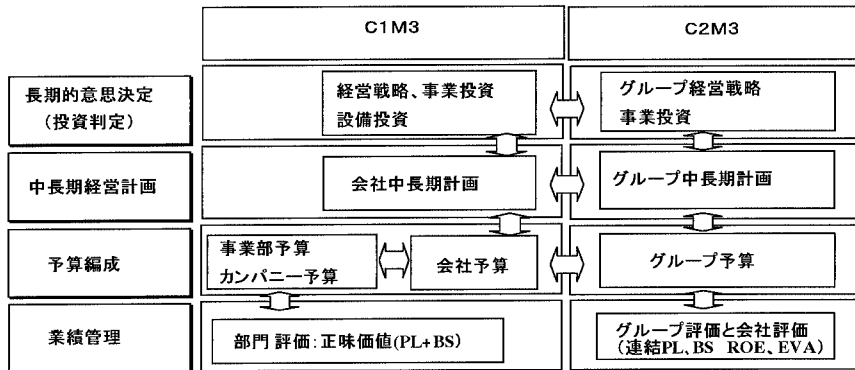 C1M3
C2M3
長期的意思決定
(投資判定)
経営戦略、事業投資
設備投資
グループ経営戦略
事業投資
中長期経営計画
会社中長期計画
グループ中長期計画
予算編成
事業部予算
カンパニー予算
会社予算
グループ予算
業績管理
部門 評価:正味価値(PL+BS)
グループ評価と会社評価
(連結PL、BS ROE、EVA)